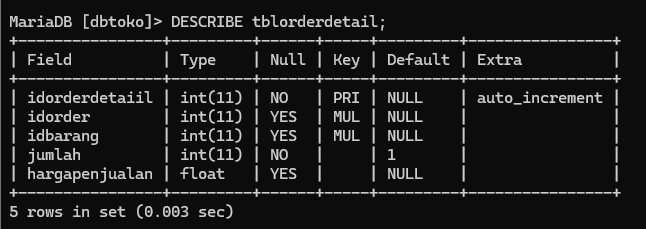 MariaDB [dbtoko]> DESCRIBE tblorderdetail;
+----------------+---------+------+-----+---------+----------------+
| Field          | Type    | Null | Key | Default | Extra          |
+----------------+---------+------+-----+---------+----------------+
| idorderdetaiil | int(11) | NO   | PRI | NULL    | auto_increment |
| idorder        | int(11) | YES  | MUL | NULL    |                |
| idbarang       | int(11) | YES  | MUL | NULL    |                |
| jumlah         | int(11) | NO   |     | 1       |                |
| hargapenjualan | float   | YES  |     | NULL    |                |
+----------------+---------+------+-----+---------+----------------+
5 rows in set (0.003 sec)